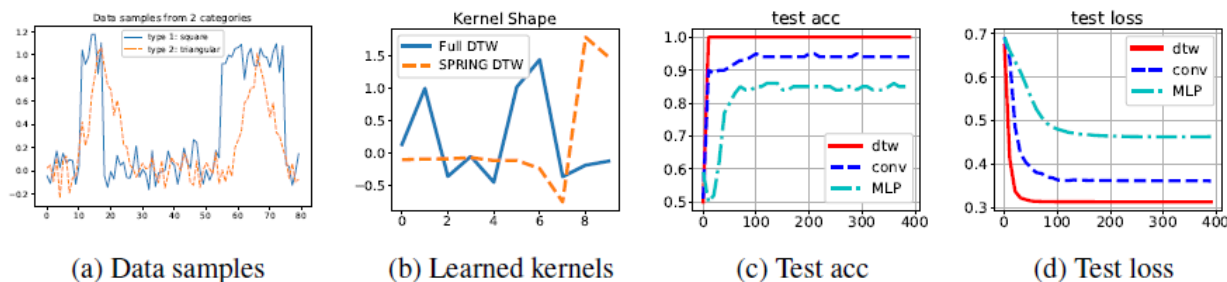 Data samples from 2 categories
type 1: square
type 2: triangular
1.2
1.0
0.8
0.6
0.4
0.2
0.0
−0.2
0 10 20 30 40 50 60 70 80
(a) Data samples
Kernel Shape
Full DTW
SPRING DTW
1.5
1.0
0.5
0.0
−0.5
0 2 4 6 8
(b) Learned kernels
test acc
1.0
0.9
0.8
0.7
0.6
0.5
dtw
conv
MLP
0 100 200 300 400
(c) Test acc
test loss
0.7
0.6
0.5
0.4
0.3
dtw
conv
MLP
0 100 200 300 400
(d) Test loss